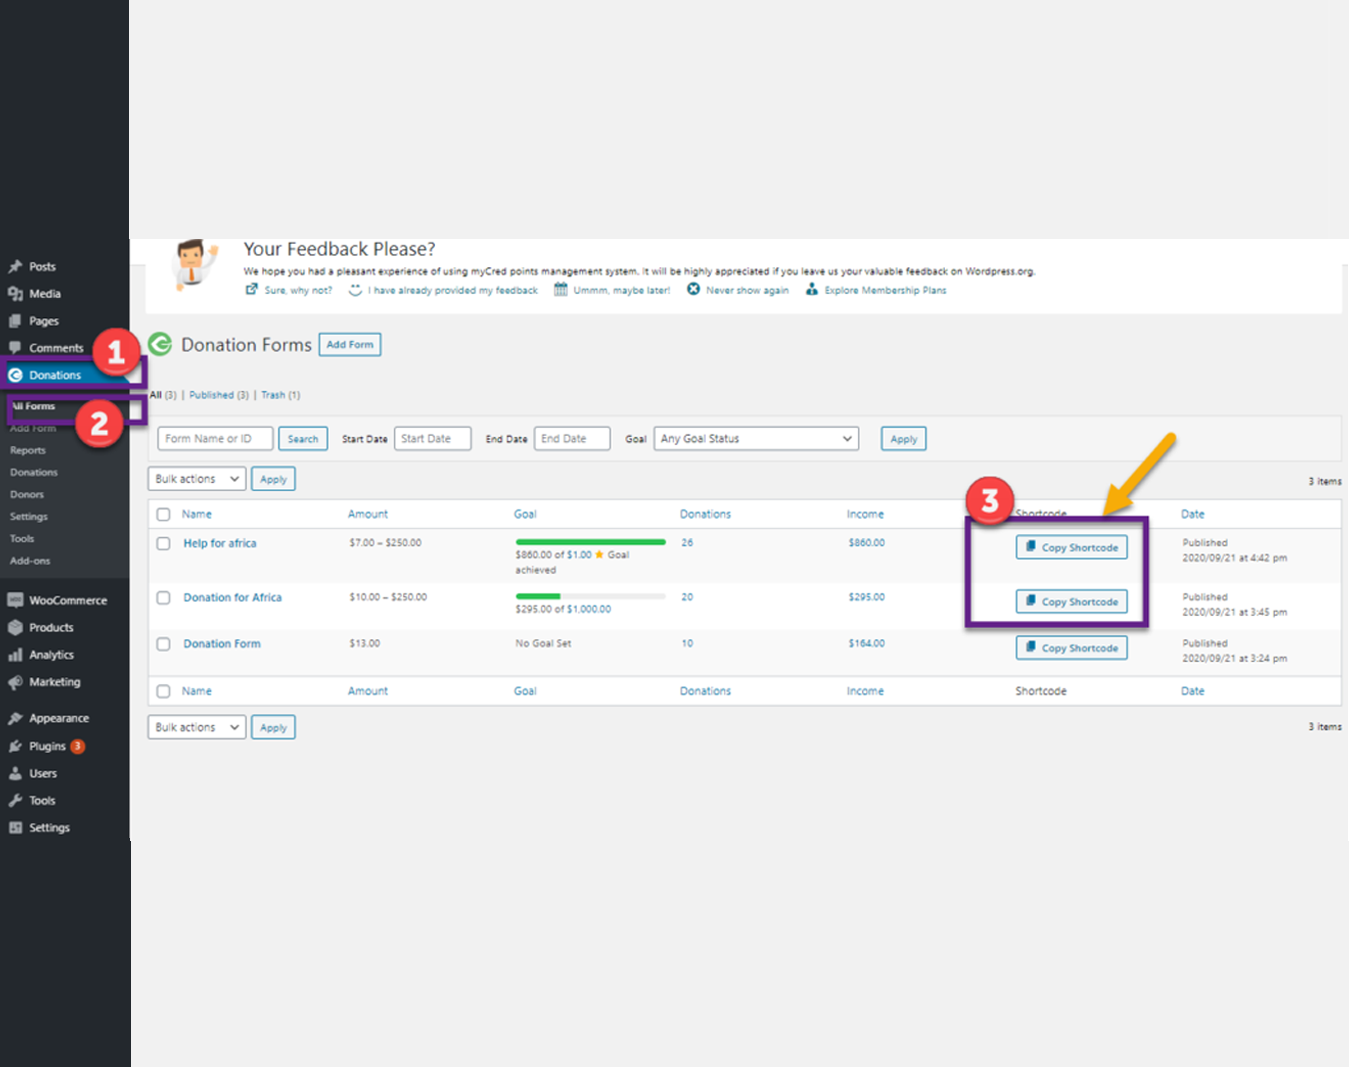 Posts
Media
Pages
Comments
1
Donations
All Forms
2
Add Form
Reports
Donations
Donors
Settings
Tools
Add-ons
WooCommerce
Products
Analytics
Marketing
Appearance
Plugins 3
Users
Tools
Settings
Your Feedback Please?
We hope you had a pleasant experience of using myCred points management system. It will be highly appreciated if you leave us your valuable feedback on Wordpress.org.
Sure, why not? I have already provided my feedback Ummm, maybe later! Never show again Explore Membership Plans
Donation Forms Add Form
All (3) | Published (3) | Trash (1)
Form Name or ID Search Start Date Start Date End Date End Date Goal Any Goal Status Apply
Bulk actions Apply 3 items
3
Name Amount Goal Donations Income Shortcode Date
Help for africa $7.00 – $250.00 26 $860.00 Copy Shortcode Published
$860.00 of $1.00 ★ Goal 2020/09/21 at 4:42 pm
achieved
Donation for Africa $10.00 – $250.00 20 $295.00 Copy Shortcode Published
$295.00 of $1,000.00 2020/09/21 at 3:45 pm
Donation Form $13.00 No Goal Set 10 $164.00 Copy Shortcode Published
2020/09/21 at 3:24 pm
Name Amount Goal Donations Income Shortcode Date
Bulk actions Apply 3 items